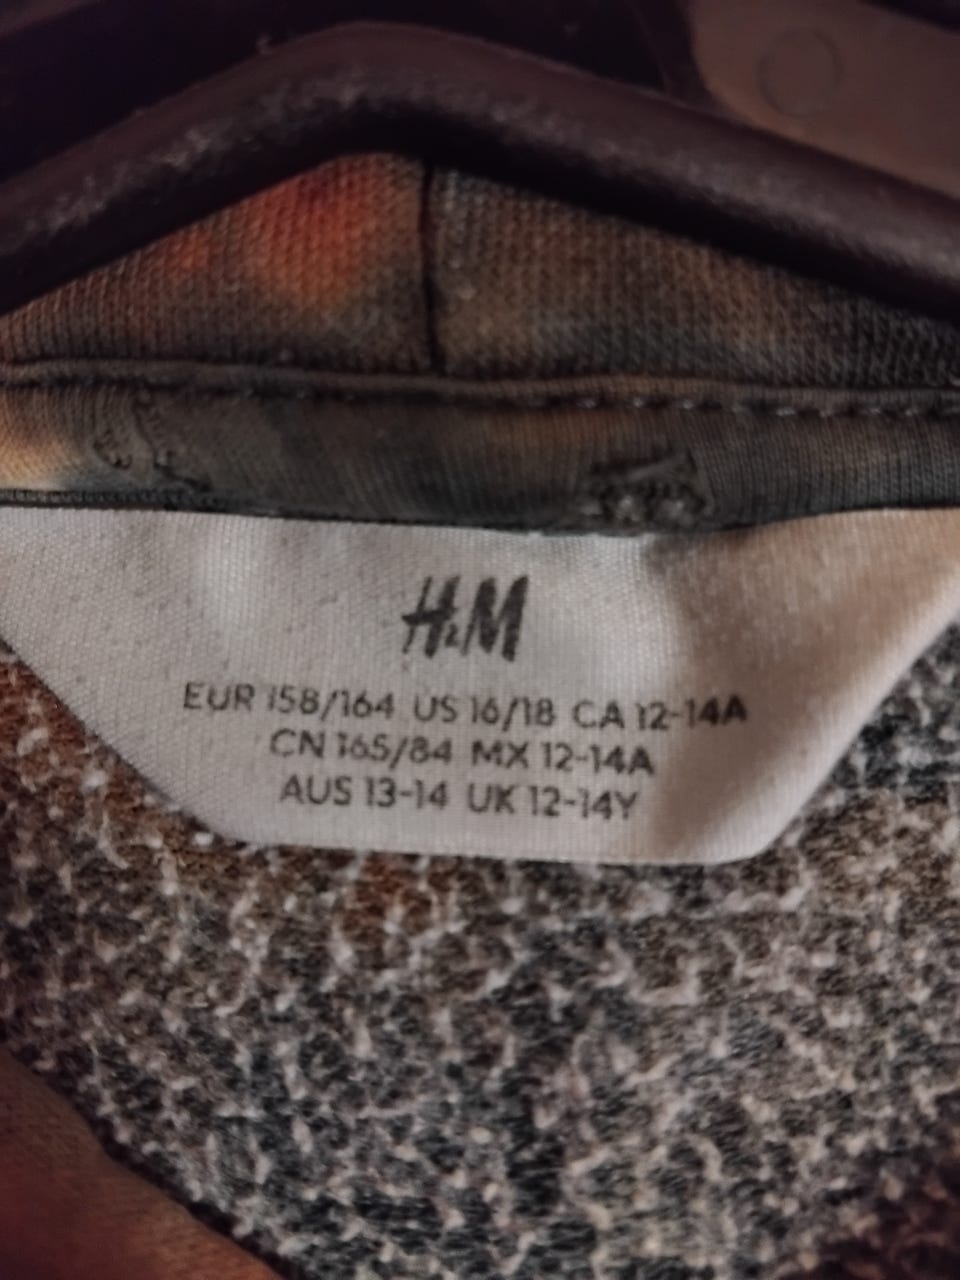 H&M
EUR 158/164 US 16/18 CA 12-14A
CN 165/84 MX 12-14A
AUS 13-14 UK 12-14Y